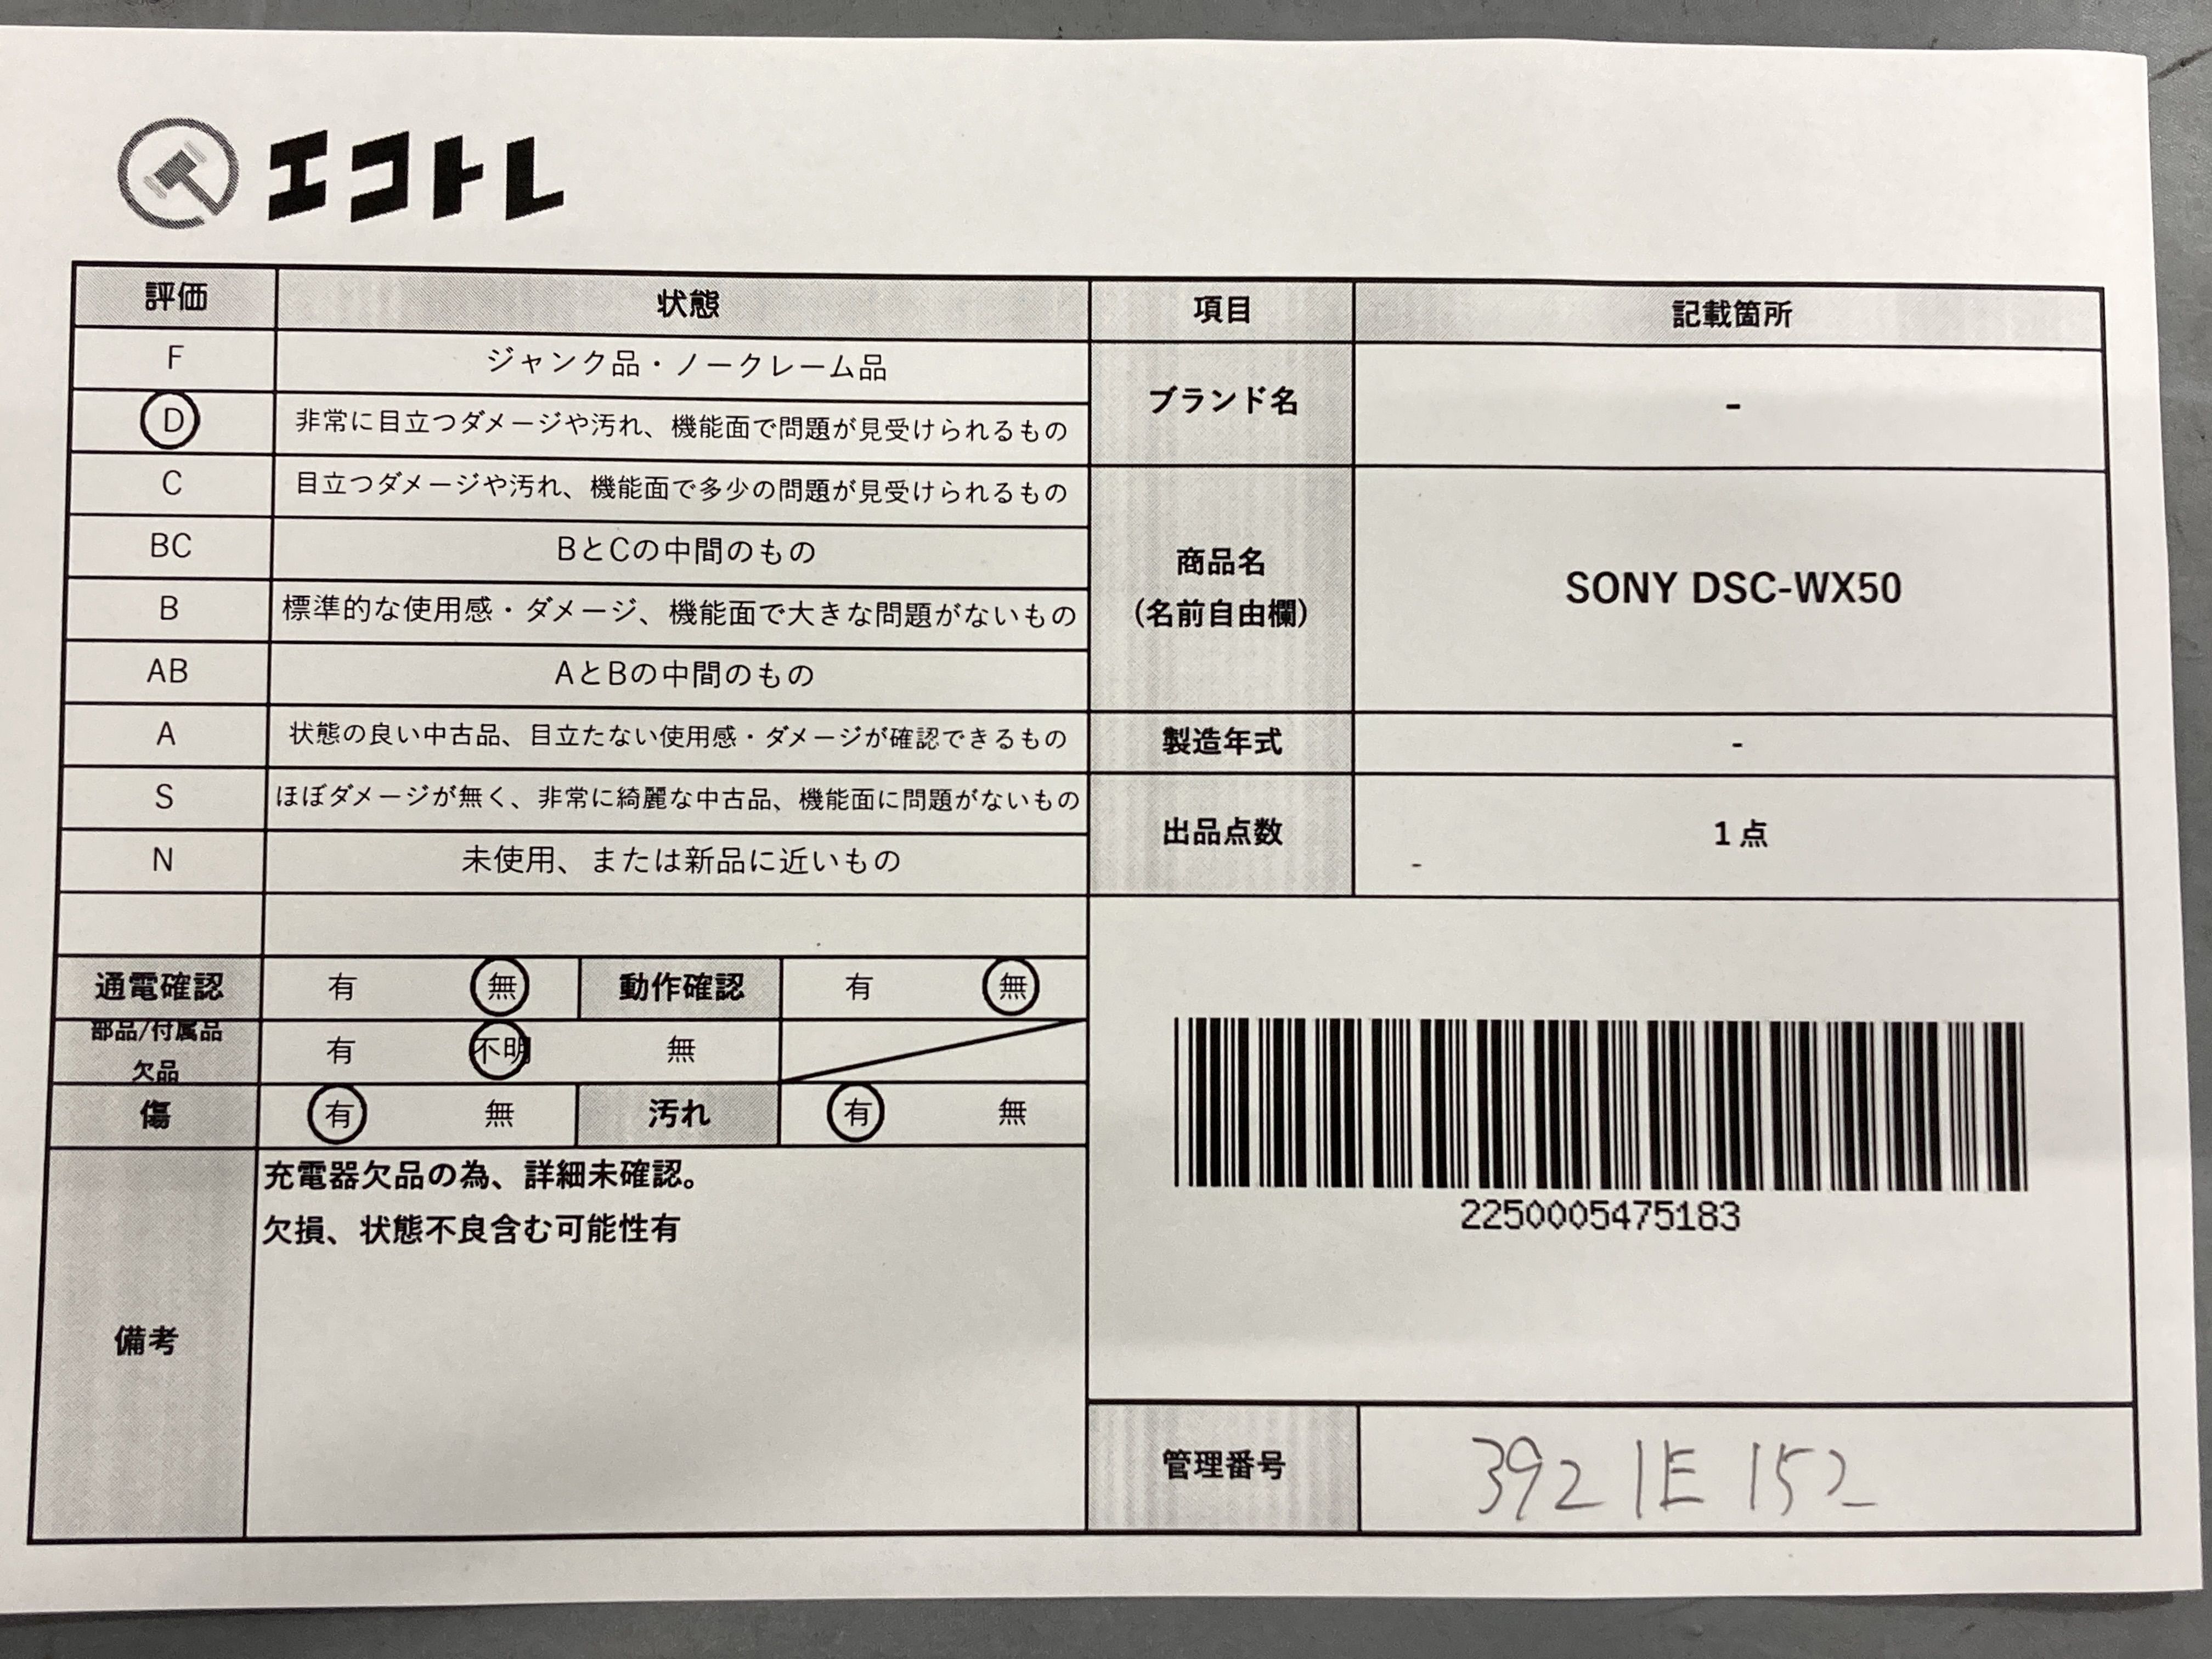 エコトレ
評価 状態 項目 記載箇所
F ジャンク品・ノークレーム品
D 非常に目立つダメージや汚れ、機能面で問題が見受けられるもの
ブランド名 -
C 目立つダメージや汚れ、機能面で多少の問題が見受けられるもの
BC BとCの中間のもの
B 標準的な使用感・ダメージ、機能面で大きな問題がないもの
商品名
(名前自由欄)
SONY DSC-WX50
AB AとBの中間のもの
A 状態の良い中古品、目立たない使用感・ダメージが確認できるもの
製造年式 -
S ほぼダメージが無く、非常に綺麗な中古品、機能面に問題がないもの
出品点数 1点
N 未使用、または新品に近いもの
通電確認 有 無 動作確認 有 無
部品/付属品
欠品
有 不明 無
傷 有 無 汚れ 有 無
備考
充電器欠品の為、詳細未確認。
欠損、状態不良含む可能性有
2250005475183
管理番号 3921E152